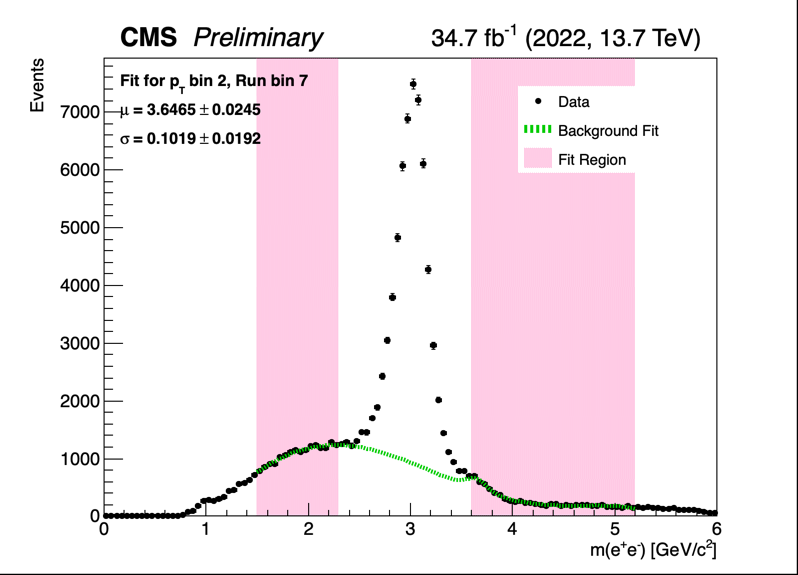 CMS Preliminary 34.7 fb⁻¹ (2022, 13.7 TeV)
Events
Fit for p_T bin 2, Run bin 7
μ = 3.6465 ± 0.0245
σ = 0.1019 ± 0.0192
Data
Background Fit
Fit Region
7000
6000
5000
4000
3000
2000
1000
0
0 1 2 3 4 5 6
m(e⁺e⁻) [GeV/c²]